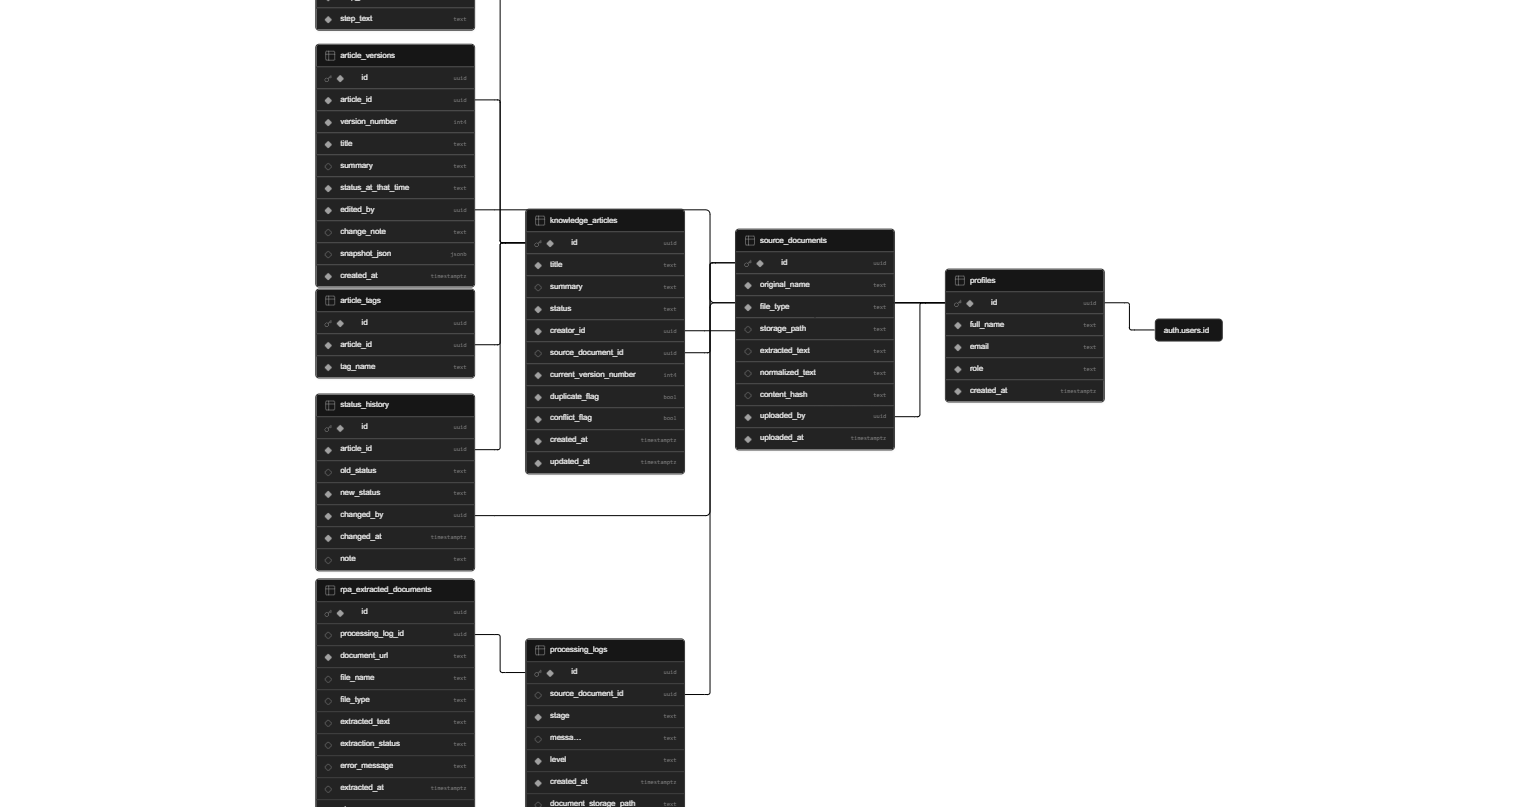 step_text text
article_versions
id uuid
article_id uuid
version_number int4
title text
summary text
status_at_that_time text
edited_by uuid
change_note text
snapshot_json jsonb
created_at timestamptz
article_tags
id uuid
article_id uuid
tag_name text
status_history
id uuid
article_id uuid
old_status text
new_status text
changed_by uuid
changed_at timestamptz
note text
rpa_extracted_documents
id uuid
processing_log_id uuid
document_url text
file_name text
file_type text
extracted_text text
extraction_status text
error_message text
extracted_at timestamptz
knowledge_articles
id uuid
title text
summary text
status text
creator_id uuid
source_document_id uuid
current_version_number int4
duplicate_flag bool
conflict_flag bool
created_at timestamptz
updated_at timestamptz
processing_logs
id uuid
source_document_id uuid
stage text
messa... text
level text
created_at timestamptz
document_storage_path text
source_documents
id uuid
original_name text
file_type text
storage_path text
extracted_text text
normalized_text text
content_hash text
uploaded_by uuid
uploaded_at timestamptz
profiles
id uuid
full_name text
email text
role text
created_at timestamptz
auth.users.id